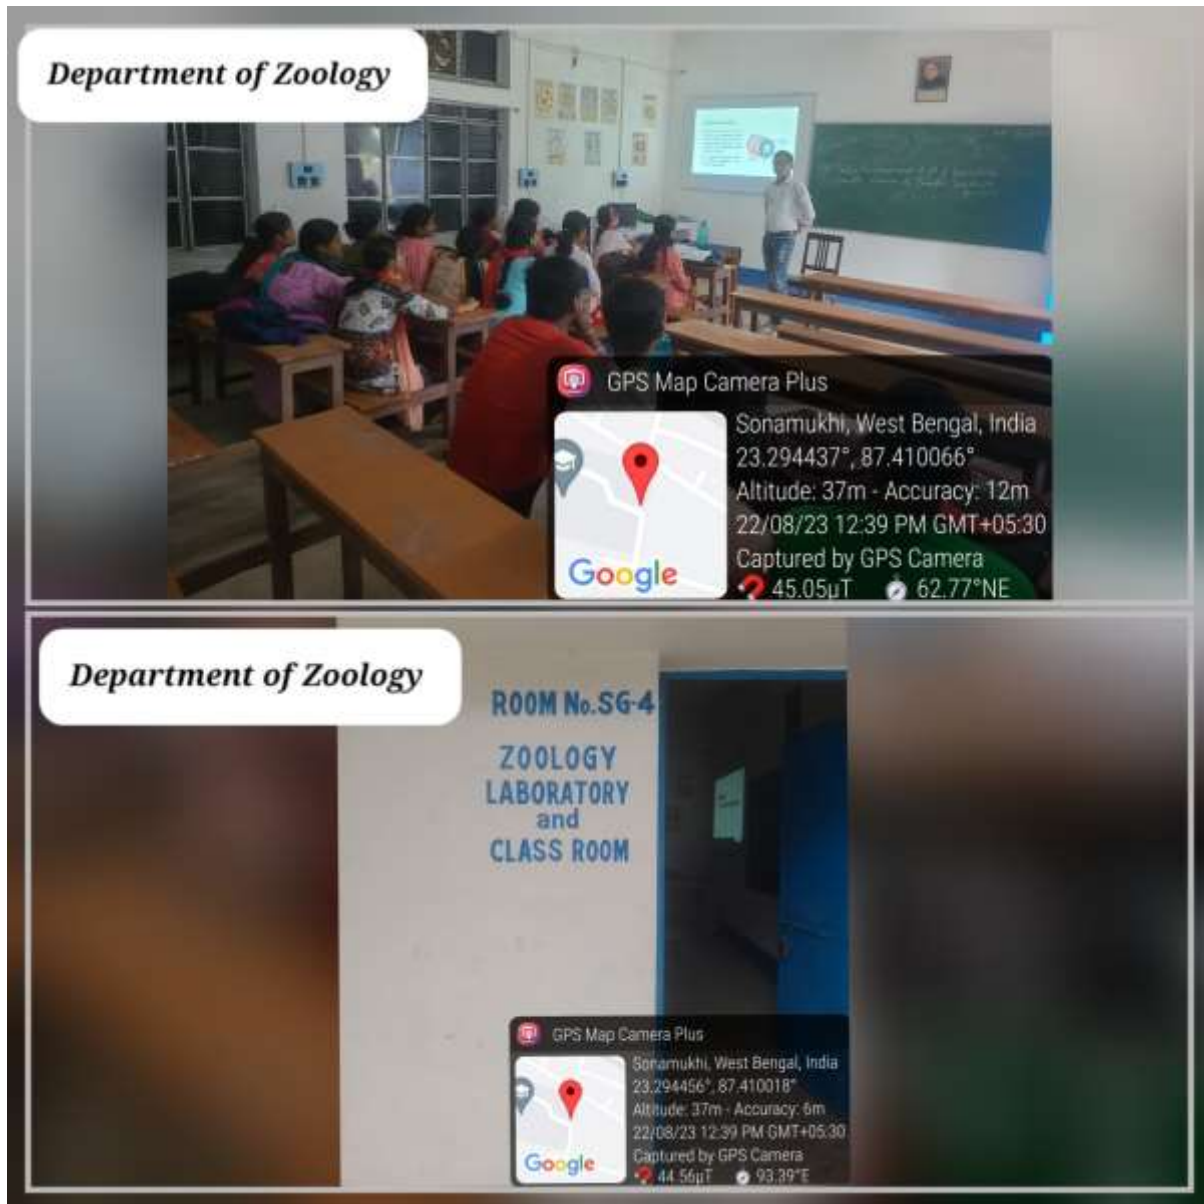 Department of Zoology
GPS Map Camera Plus
Sonamukhi, West Bengal, India
23.294437°, 87.410066°
Altitude: 37m - Accuracy: 12m
22/08/23 12:39 PM GMT+05:30
Captured by GPS Camera
Google
45.05µT 62.77°NE
Department of Zoology
ROOM No.SG-4
ZOOLOGY
LABORATORY
and
CLASS ROOM
GPS Map Camera Plus
Sonamukhi, West Bengal, India
23.294456°, 87.410018°
Altitude: 37m - Accuracy: 6m
22/08/23 12:39 PM GMT+05:30
Captured by GPS Camera
Google
44.56µT 93.39°E